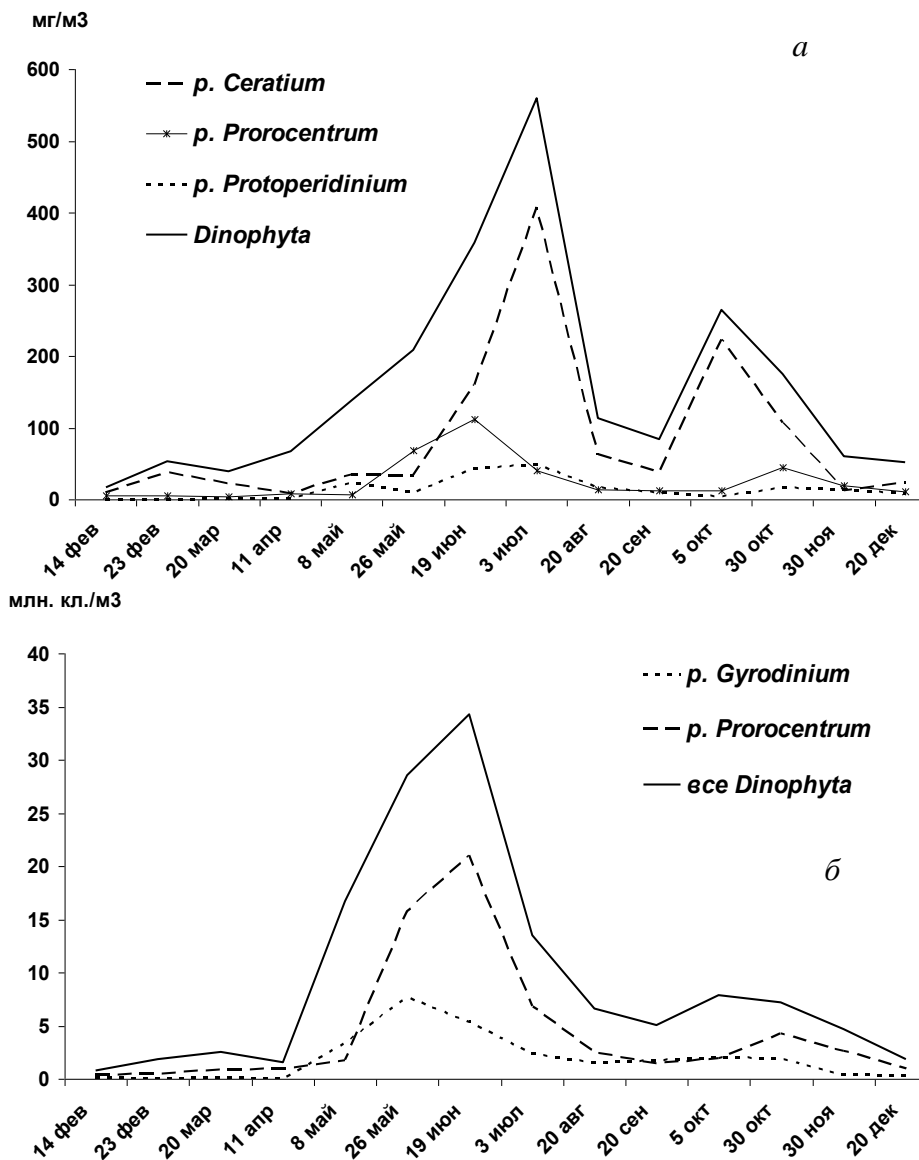 мг/м3
а
600
500
400
300
200
100
0
р. Ceratium
р. Prorocentrum
р. Protoperidinium
Dinophyta
14 фев
23 фев
20 мар
11 апр
8 май
26 май
19 июн
3 июл
20 авг
20 сен
5 окт
30 окт
30 ноя
20 дек
млн. кл./м3
40
35
30
25
20
15
10
5
0
р. Gyrodinium
р. Prorocentrum
все Dinophyta
б
14 фев
23 фев
20 мар
11 апр
8 май
26 май
19 июн
3 июл
20 авг
20 сен
5 окт
30 окт
30 ноя
20 дек